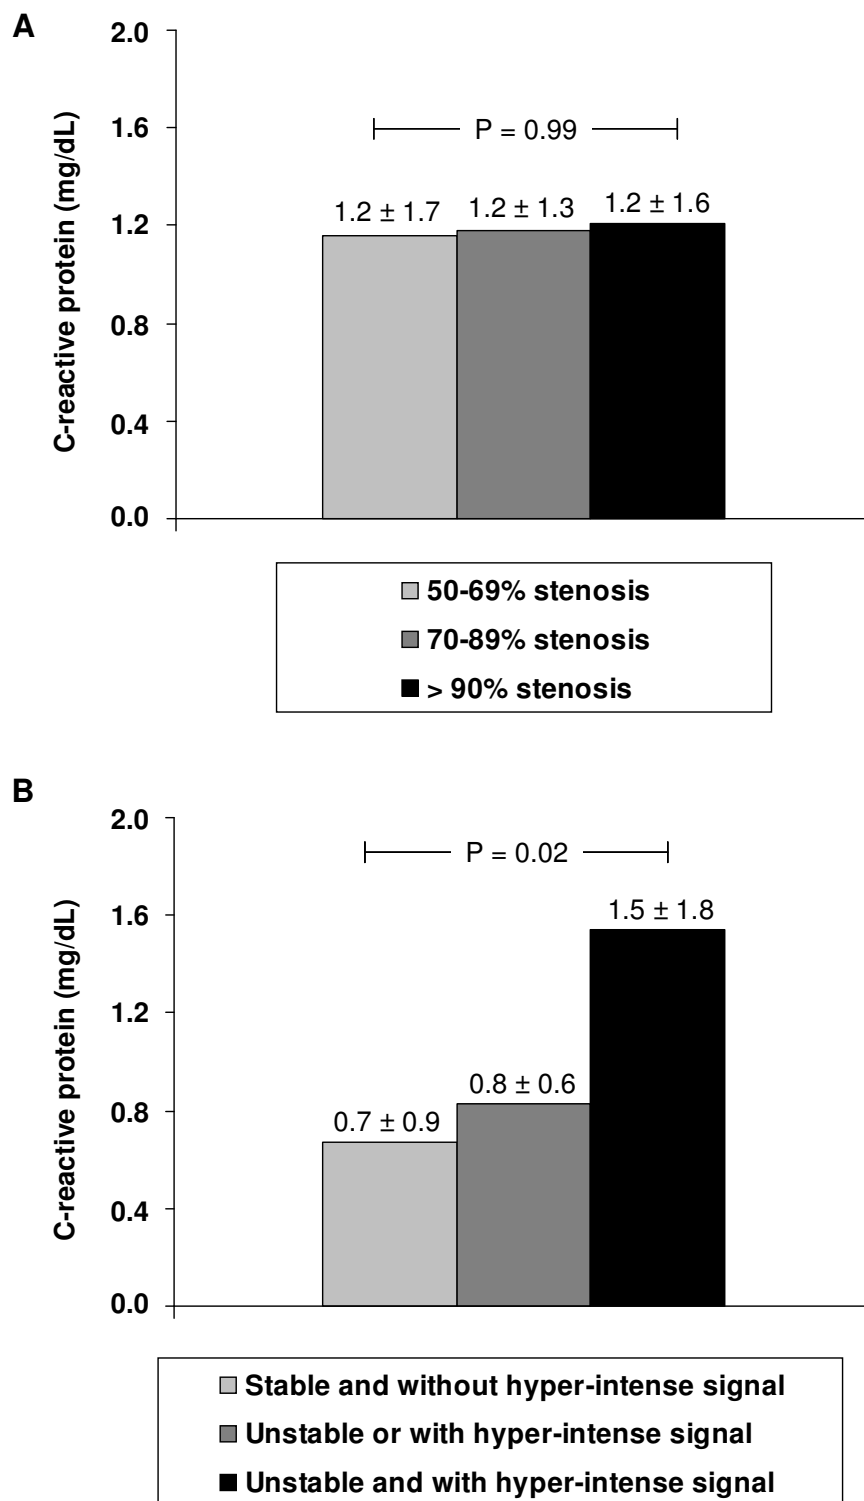 A
2.0
1.6
1.2
0.8
0.4
0.0
C-reactive protein (mg/dL)
P = 0.99
1.2 ± 1.7
1.2 ± 1.3
1.2 ± 1.6
50-69% stenosis
70-89% stenosis
> 90% stenosis
B
2.0
1.6
1.2
0.8
0.4
0.0
C-reactive protein (mg/dL)
P = 0.02
0.7 ± 0.9
0.8 ± 0.6
1.5 ± 1.8
Stable and without hyper-intense signal
Unstable or with hyper-intense signal
Unstable and with hyper-intense signal